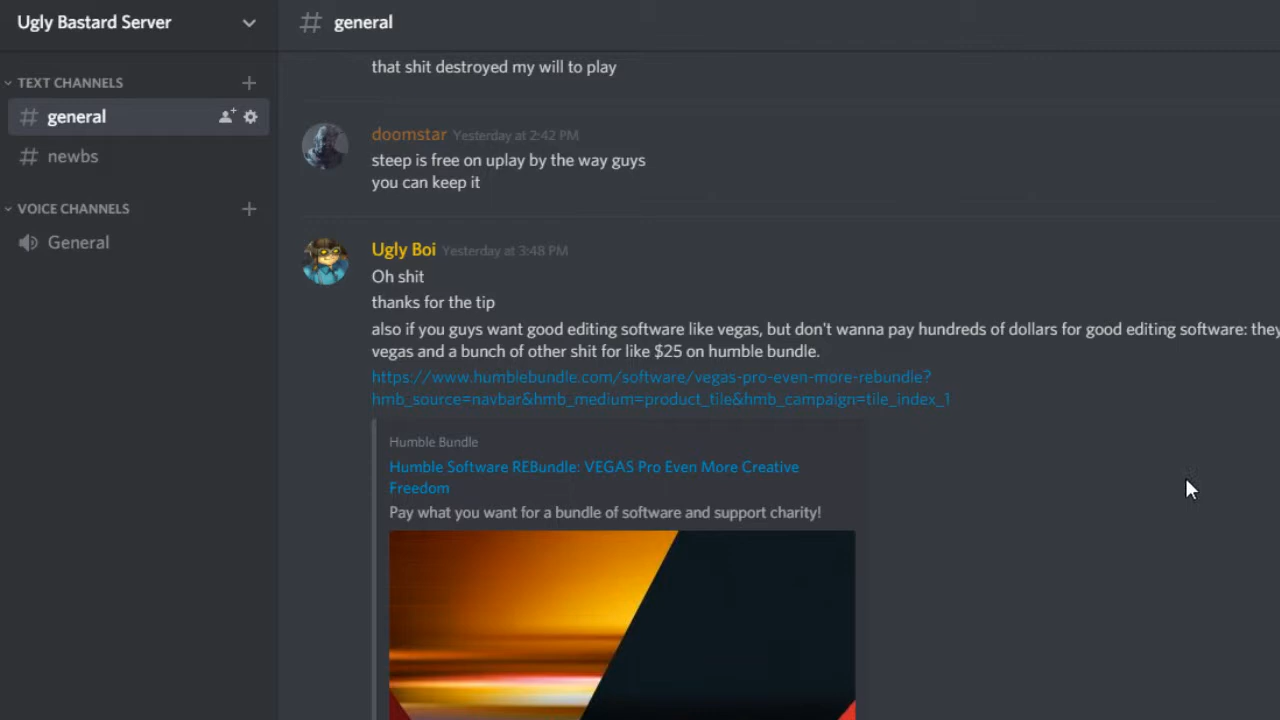 Ugly Bastard Server
general
TEXT CHANNELS
general
newbs
VOICE CHANNELS
General
that shit destroyed my will to play
doomstar Yesterday at 2:42 PM
steep is free on uplay by the way guys
you can keep it
Ugly Boi Yesterday at 3:48 PM
Oh shit
thanks for the tip
also if you guys want good editing software like vegas, but don't wanna pay hundreds of dollars for good editing software: they
vegas and a bunch of other shit for like $25 on humble bundle.
https://www.humblebundle.com/software/vegas-pro-even-more-rebundle?
hmb_source=navbar&hmb_medium=product_tile&hmb_campaign=tile_index_1
Humble Bundle
Humble Software REBundle: VEGAS Pro Even More Creative
Freedom
Pay what you want for a bundle of software and support charity!